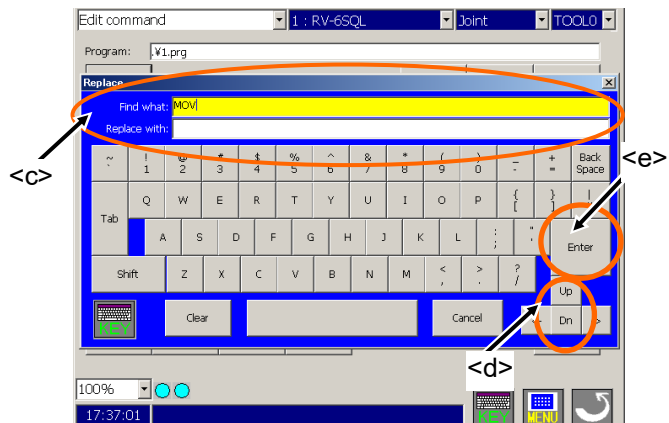 Edit command 1 : RV-6SQL Joint TOOL0
Program: .¥1.prg
Replace
Find what: MOV
Replace with:
<c>
<e>
~ ! @ # $ % ^ & * ( ) _ + Back
` 1 2 3 4 5 6 7 8 9 0 - = Space
Tab Q W E R T Y U I O P { } |
[ ]
A S D F G H J K L : "
; '
Enter
Shift Z X C V B N M < > ?
, . /
Up
KEY Clear Cancel Dn >
<d>
100%
17:37:01 KEY MENU